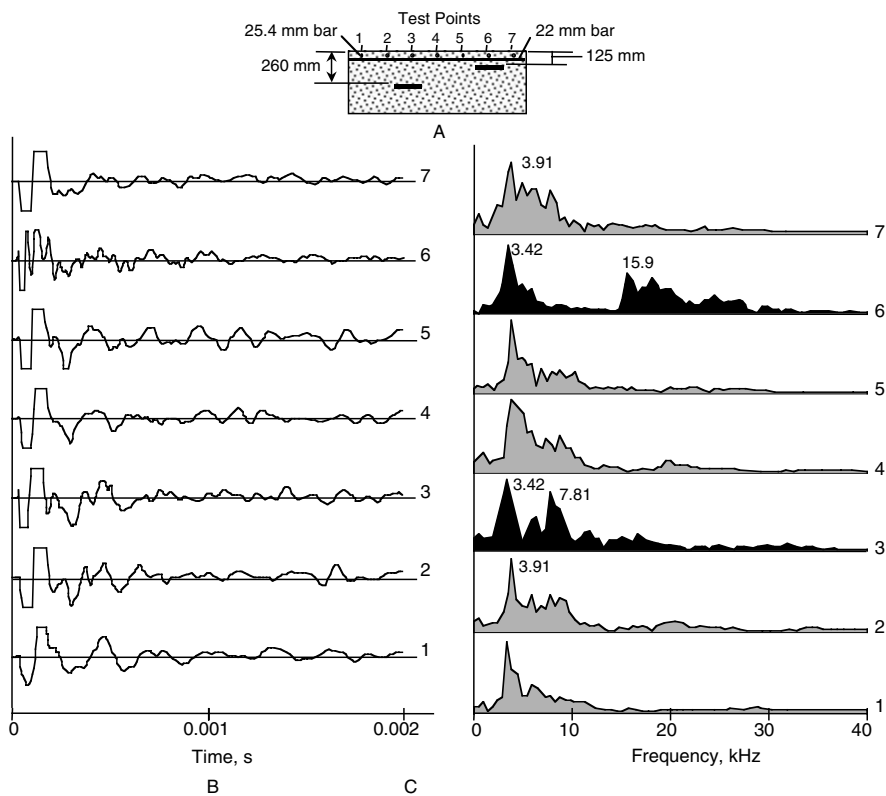 Test Points
25.4 mm bar
1 2 3 4 5 6 7
22 mm bar
260 mm
125 mm
A
7
6
5
4
3
2
1
0 0.001 0.002
Time, s
B
C
3.91
7
3.42
15.9
6
5
4
3.42
7.81
3
3.91
2
1
0 10 20 30 40
Frequency, kHz